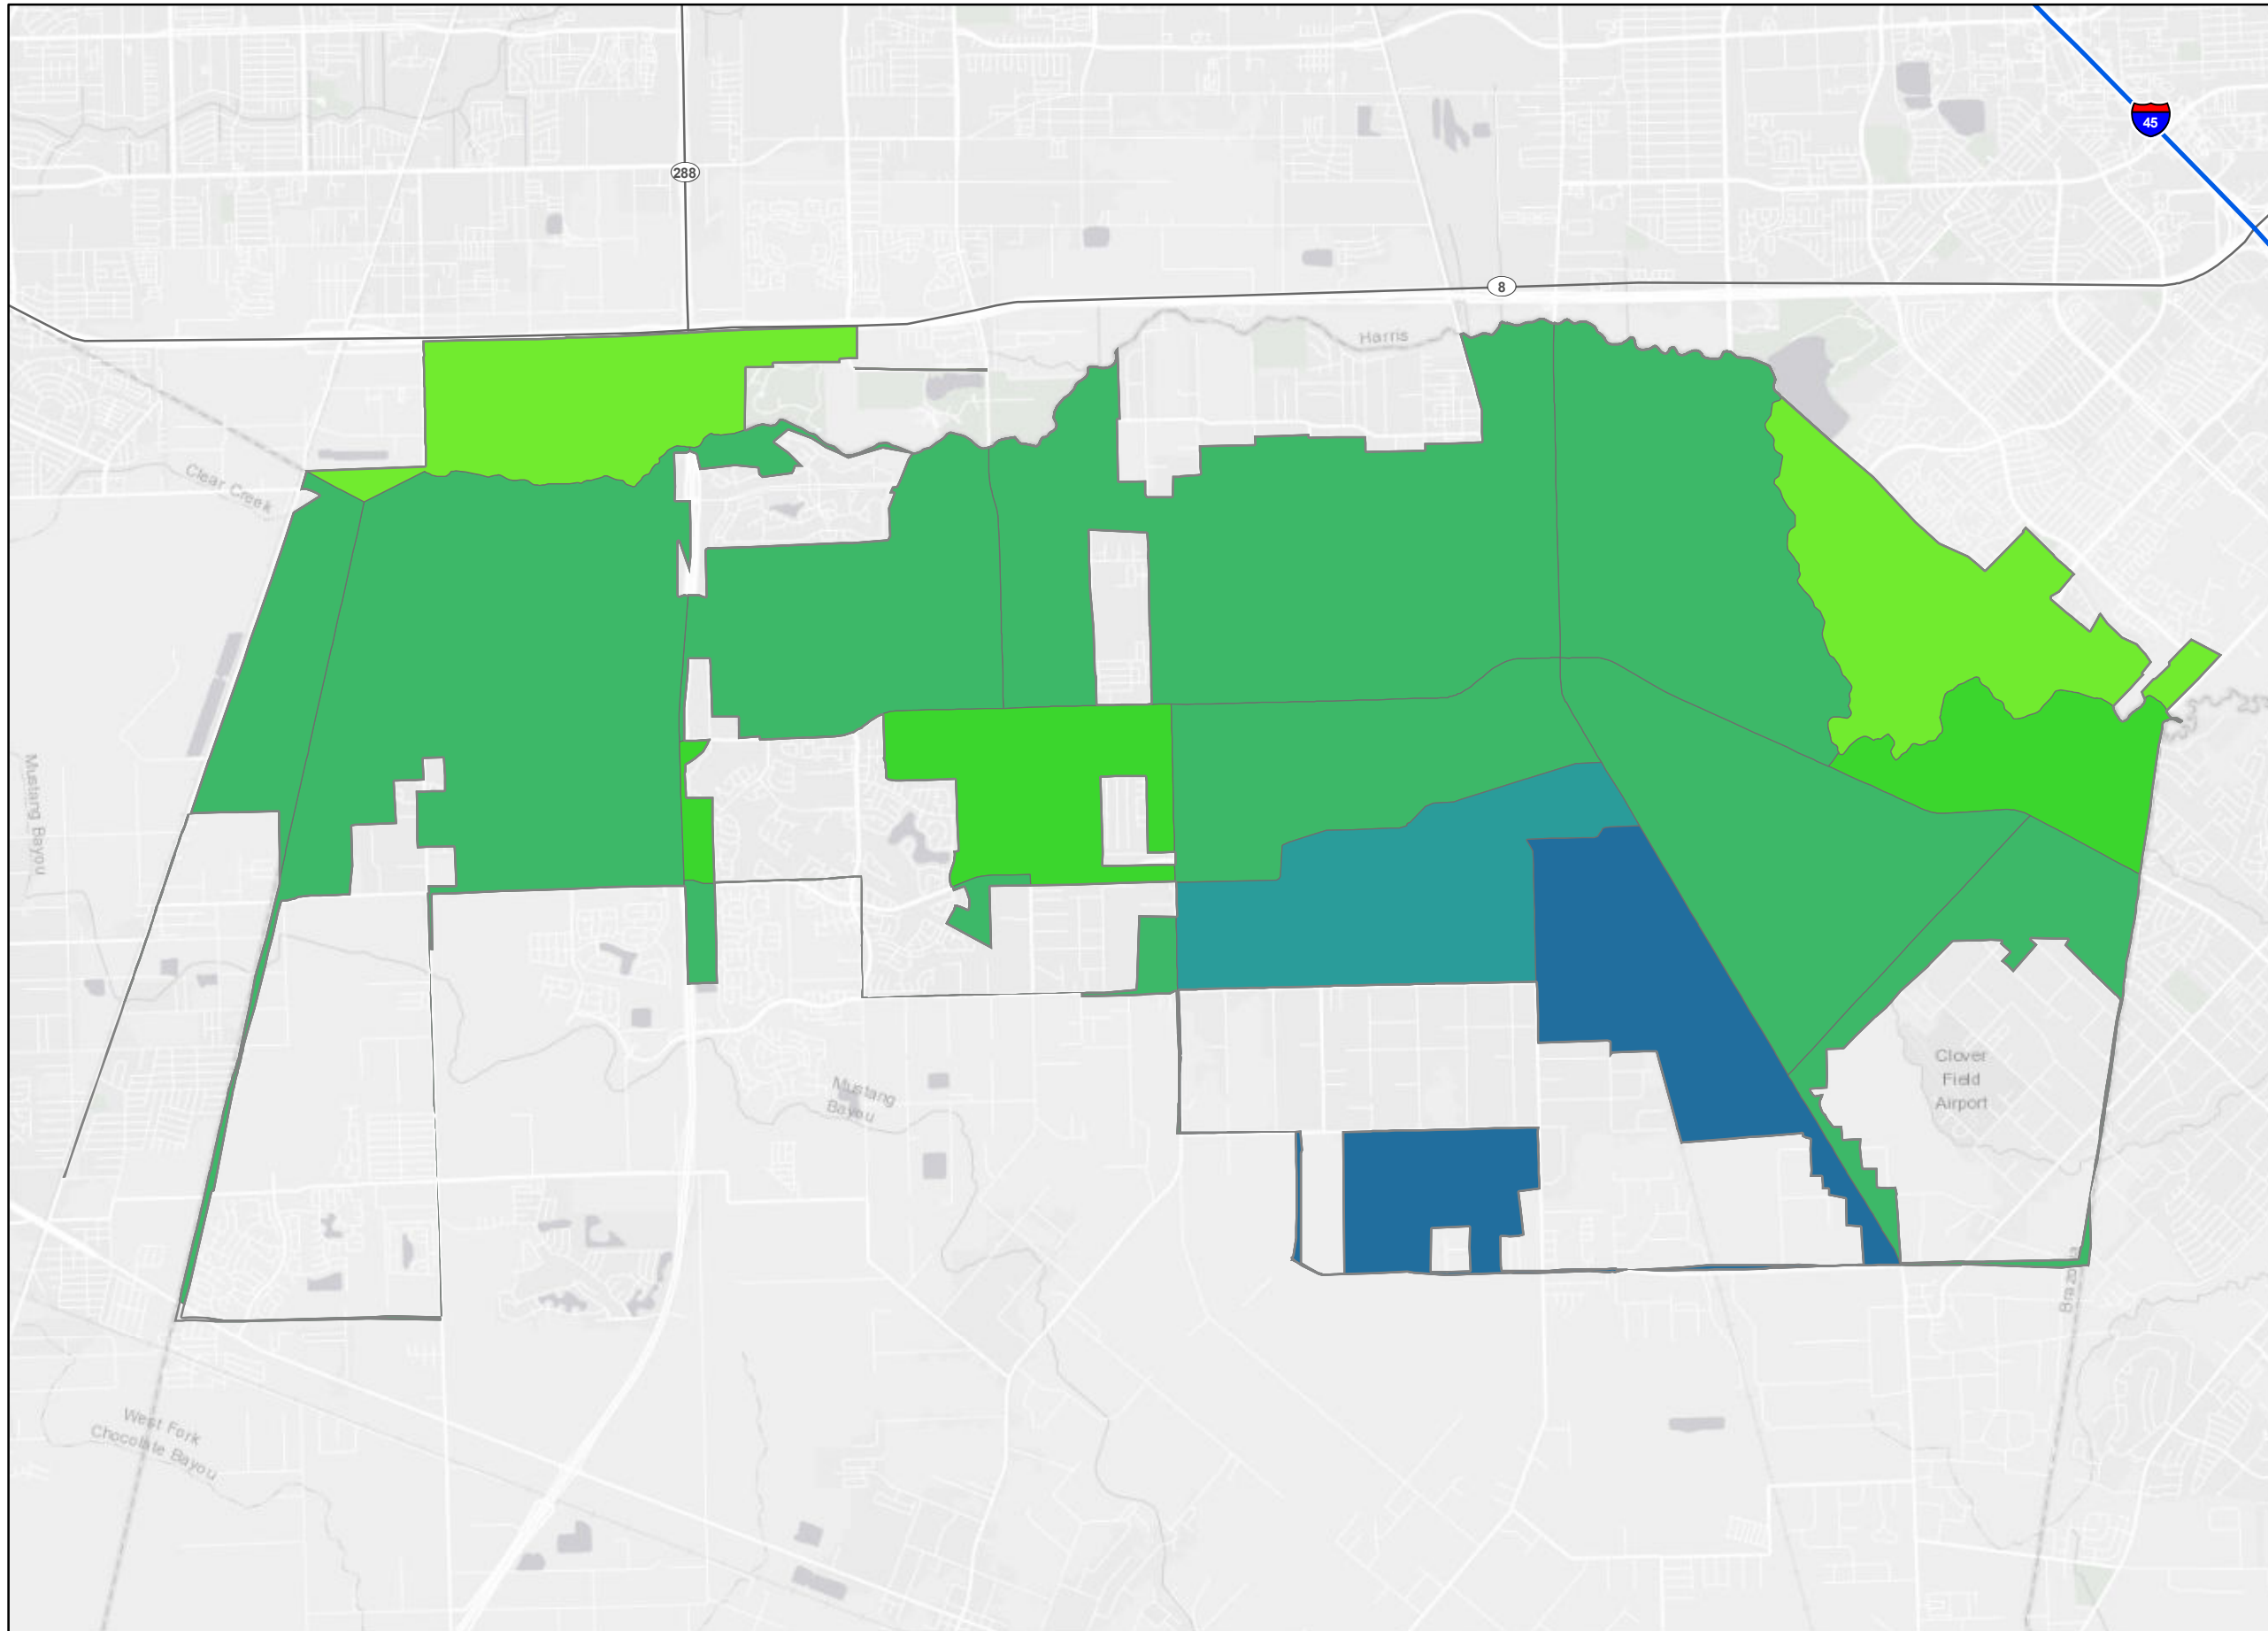 45
288
8
Harris
Clear Creek
Mustang Bayou
Clover
Field
Airport
Mustang
Bayou
West Fork
Chocolate Bayou